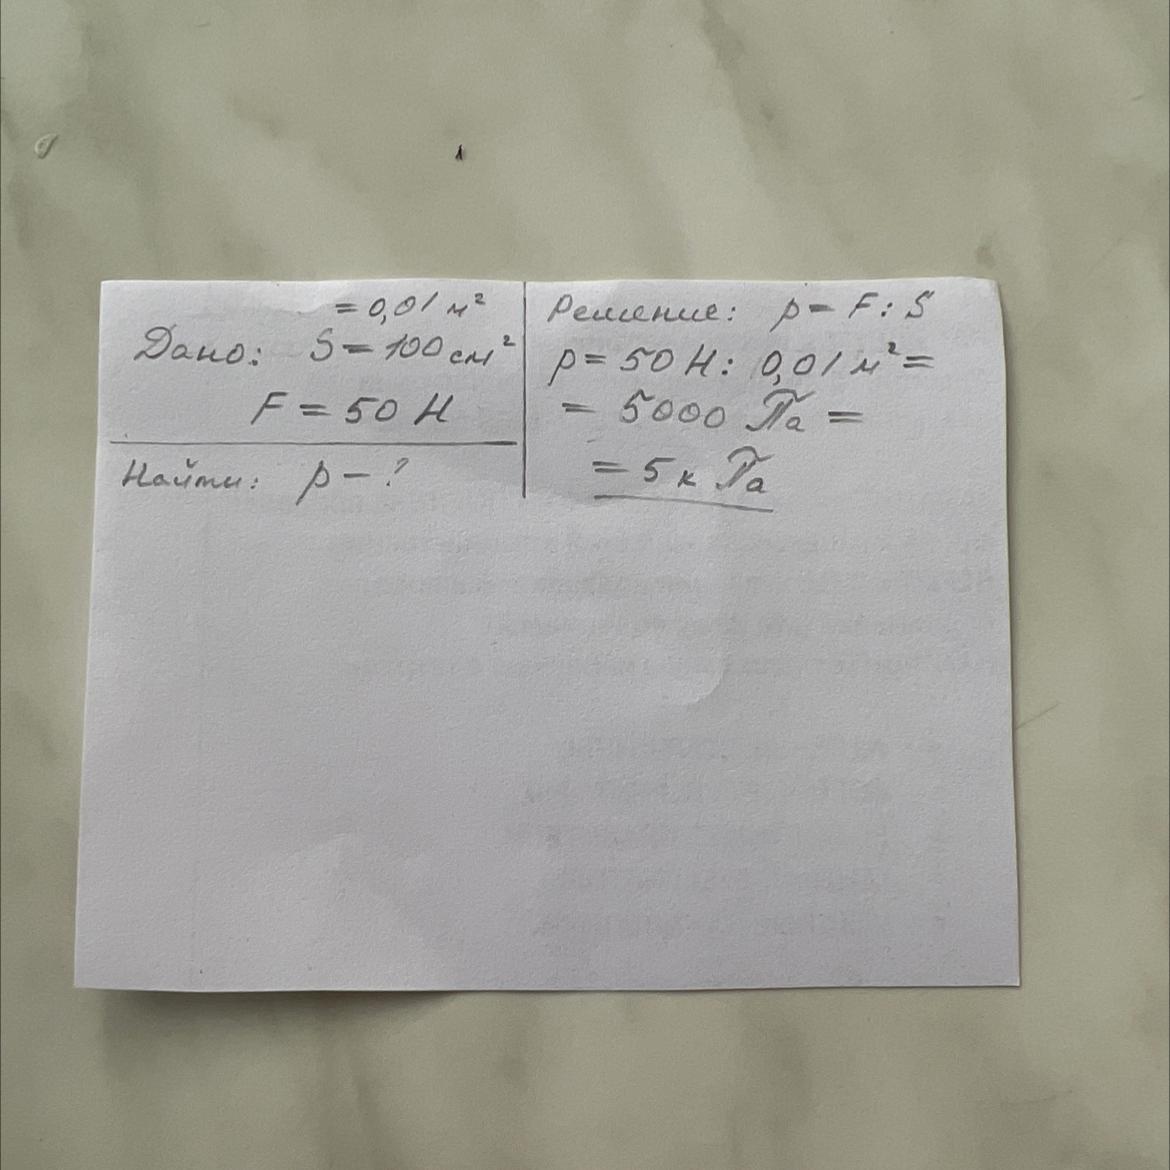 = 0,01 м²
Дано: S = 100 см²
F = 50 Н
Найти: p - ?
Решение: p = F : S
p = 50 Н : 0,01 м² =
= 5000 Па =
= 5 к Па